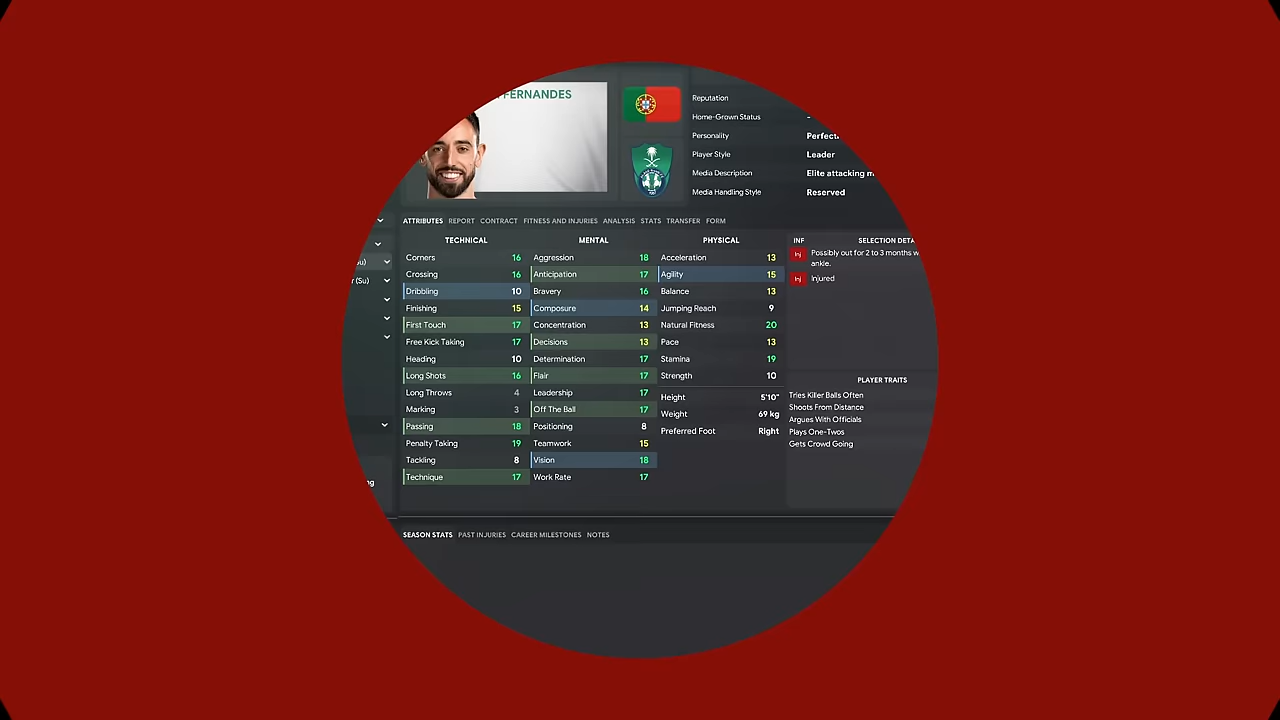 FERNANDES
Reputation
Home-Grown Status -
Personality
Player Style Leader
Media Description Elite attacking
Media Handling Style Reserved
ATTRIBUTES REPORT CONTRACT FITNESS AND INJURIES ANALYSIS STATS TRANSFER FORM
TECHNICAL MENTAL PHYSICAL INF SELECTION
Corners 16 Aggression 18 Acceleration 13
Inj Possibly out for 2 to 3 months
ankle.
Crossing 16 Anticipation 17 Agility 15 Inj Injured
Dribbling 10 Bravery 16 Balance 13
Finishing 15 Composure 14 Jumping Reach 9
First Touch 17 Concentration 13 Natural Fitness 20
Free Kick Taking 17 Decisions 13 Pace 13
Heading 10 Determination 17 Stamina 19
Long Shots 16 Flair 17 Strength 10
PLAYER TRAITS
Long Throws 4 Leadership 17 Height 5'10"
Tries Killer Balls Often
Marking 3 Off The Ball 17 Weight 69 kg
Shoots From Distance
Argues With Officials
Passing 18 Positioning 8 Preferred Foot Right
Plays One-Twos
Penalty Taking 19 Teamwork 15 Gets Crowd Going
Tackling 8 Vision 18
Technique 17 Work Rate 17
SEASON STATS PAST INJURIES CAREER MILESTONES NOTES